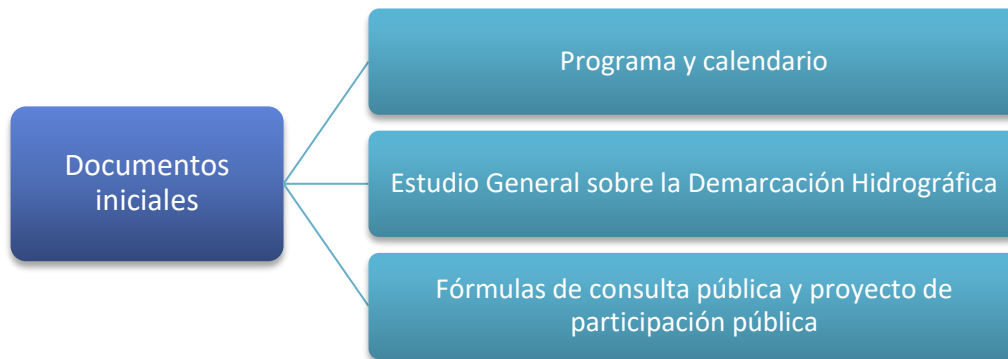 Documentos
iniciales
Programa y calendario
Estudio General sobre la Demarcación Hidrográfica
Fórmulas de consulta pública y proyecto de
participación pública